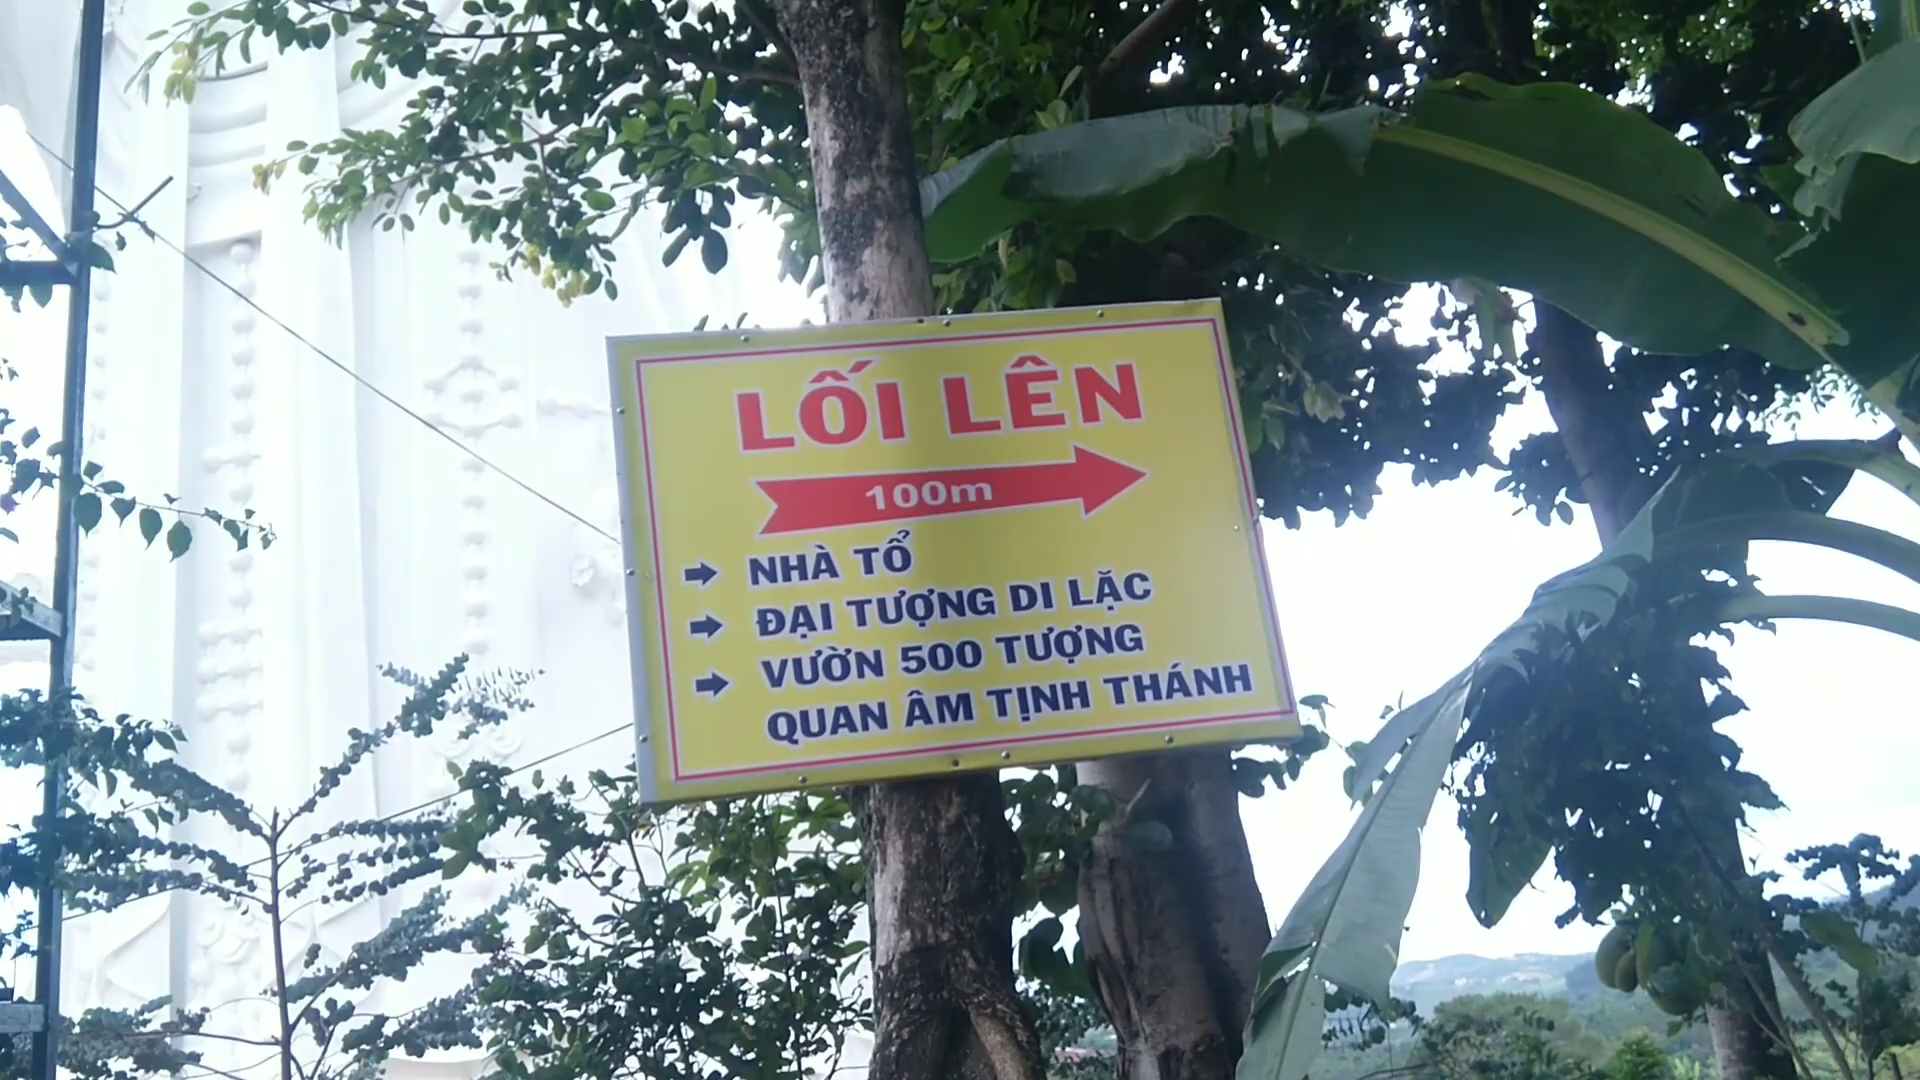 LỐI LÊN
100m
NHÀ TỔ
ĐẠI TƯỢNG DI LẶC
VƯỜN 500 TƯỢNG
QUAN ÂM TỊNH THÁNH